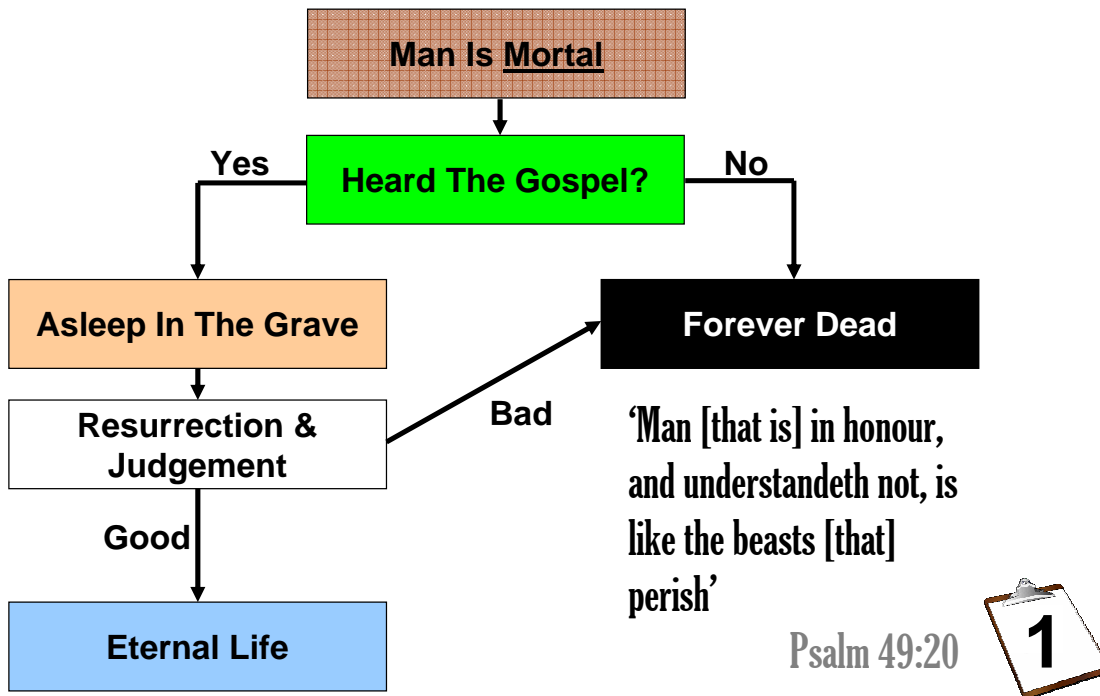 Man Is Mortal
Yes
Heard The Gospel?
No
Asleep In The Grave
Forever Dead
Resurrection &
Judgement
Bad
Good
Eternal Life
‘Man [that is] in honour,
and understandeth not, is
like the beasts [that]
perish’
Psalm 49:20
1